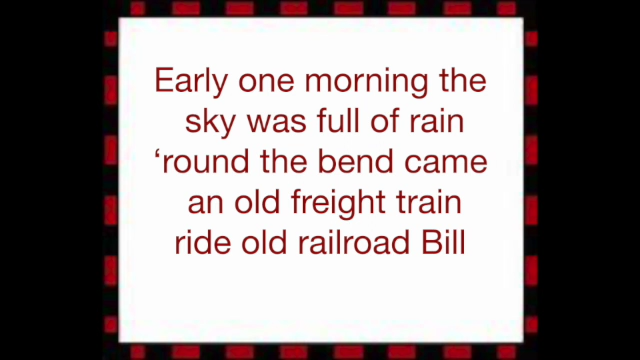 Early one morning the
sky was full of rain
‘round the bend came
an old freight train
ride old railroad Bill